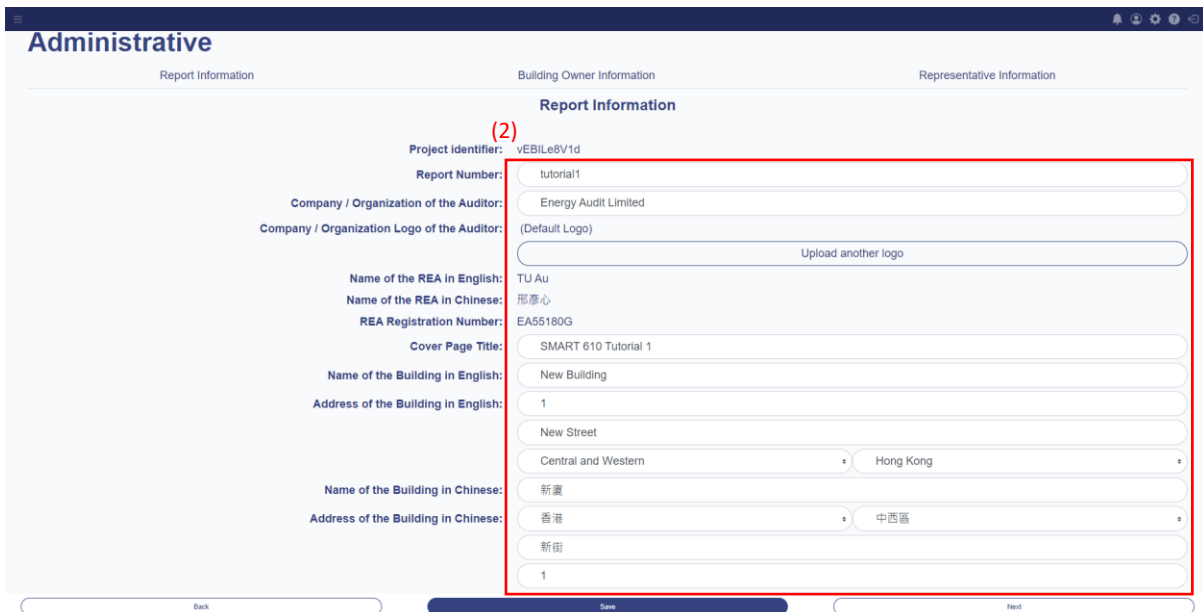 Administrative
Report Information Building Owner Information Representative Information
Report Information
(2)
Project identifier: vEBILe8V1d
Report Number: tutorial1
Company / Organization of the Auditor: Energy Audit Limited
Company / Organization Logo of the Auditor: (Default Logo)
Upload another logo
Name of the REA in English: TU Au
Name of the REA in Chinese: 邢彥心
REA Registration Number: EA55180G
Cover Page Title: SMART 610 Tutorial 1
Name of the Building in English: New Building
Address of the Building in English: 1
New Street
Central and Western Hong Kong
Name of the Building in Chinese: 新廈
Address of the Building in Chinese: 香港 中西區
新街
1
Back Save Next